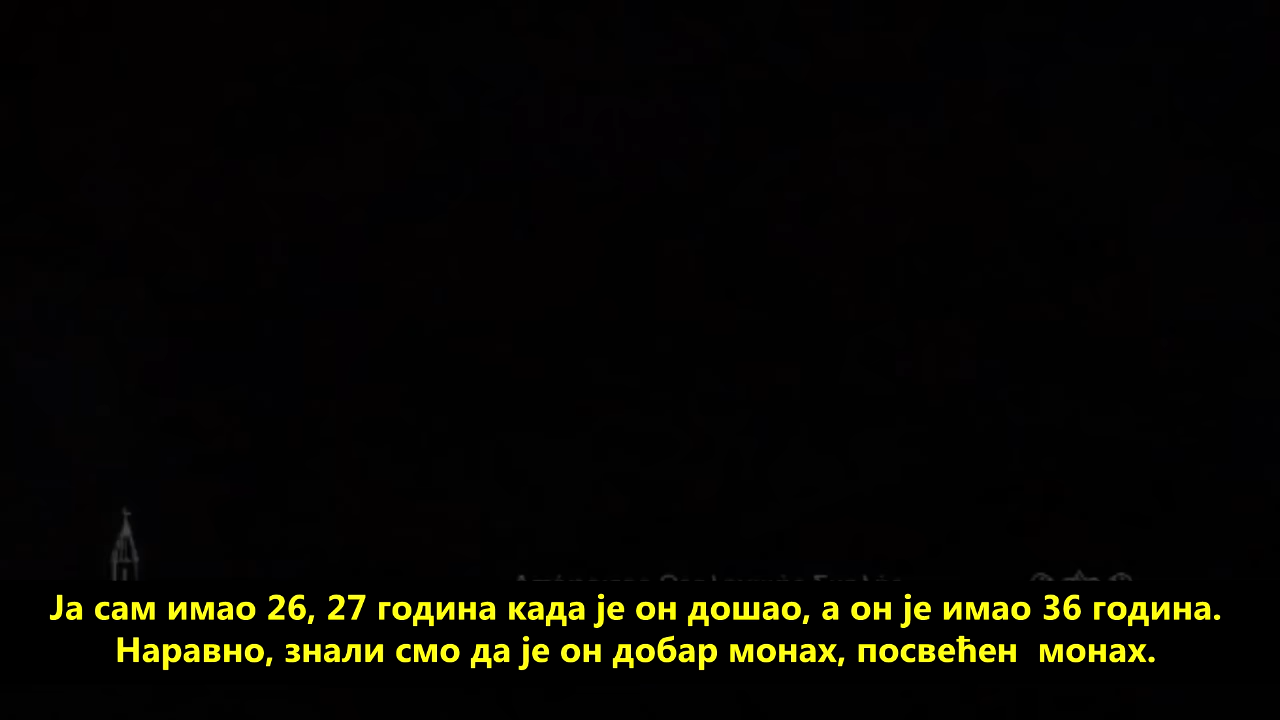 Ја сам имао 26, 27 година када је он дошао, а он је имао 36 година.
Наравно, знали смо да је он добар монах, посвећен  монах.